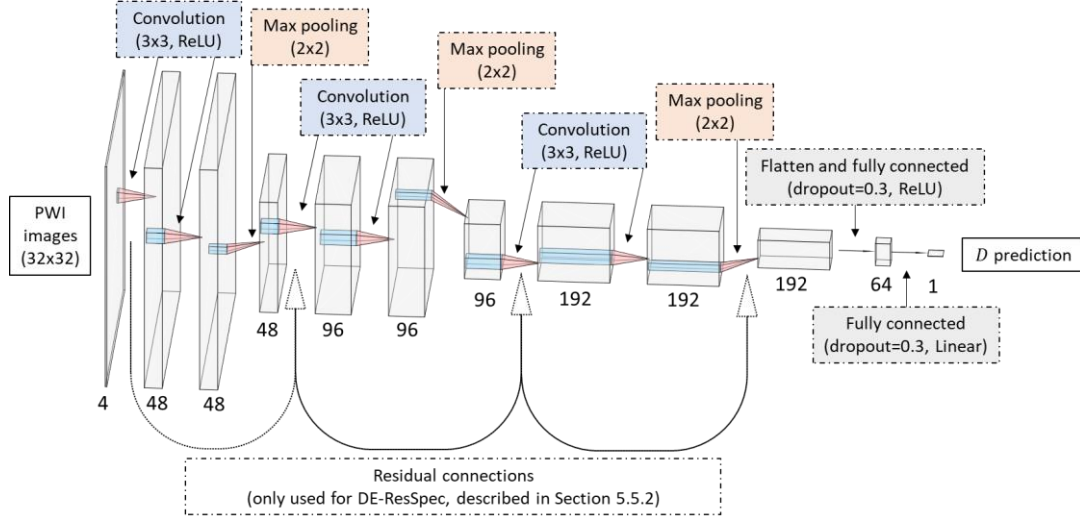 Convolution
(3x3, ReLU)
Max pooling
(2x2)
Max pooling
(2x2)
Convolution
(3x3, ReLU)
Max pooling
(2x2)
Convolution
(3x3, ReLU)
Flatten and fully connected
(dropout=0.3, ReLU)
PWI
images
(32x32)
D prediction
4
48
48
48
96
96
96
192
192
192
64
1
Fully connected
(dropout=0.3, Linear)
Residual connections
(only used for DE-ResSpec, described in Section 5.5.2)